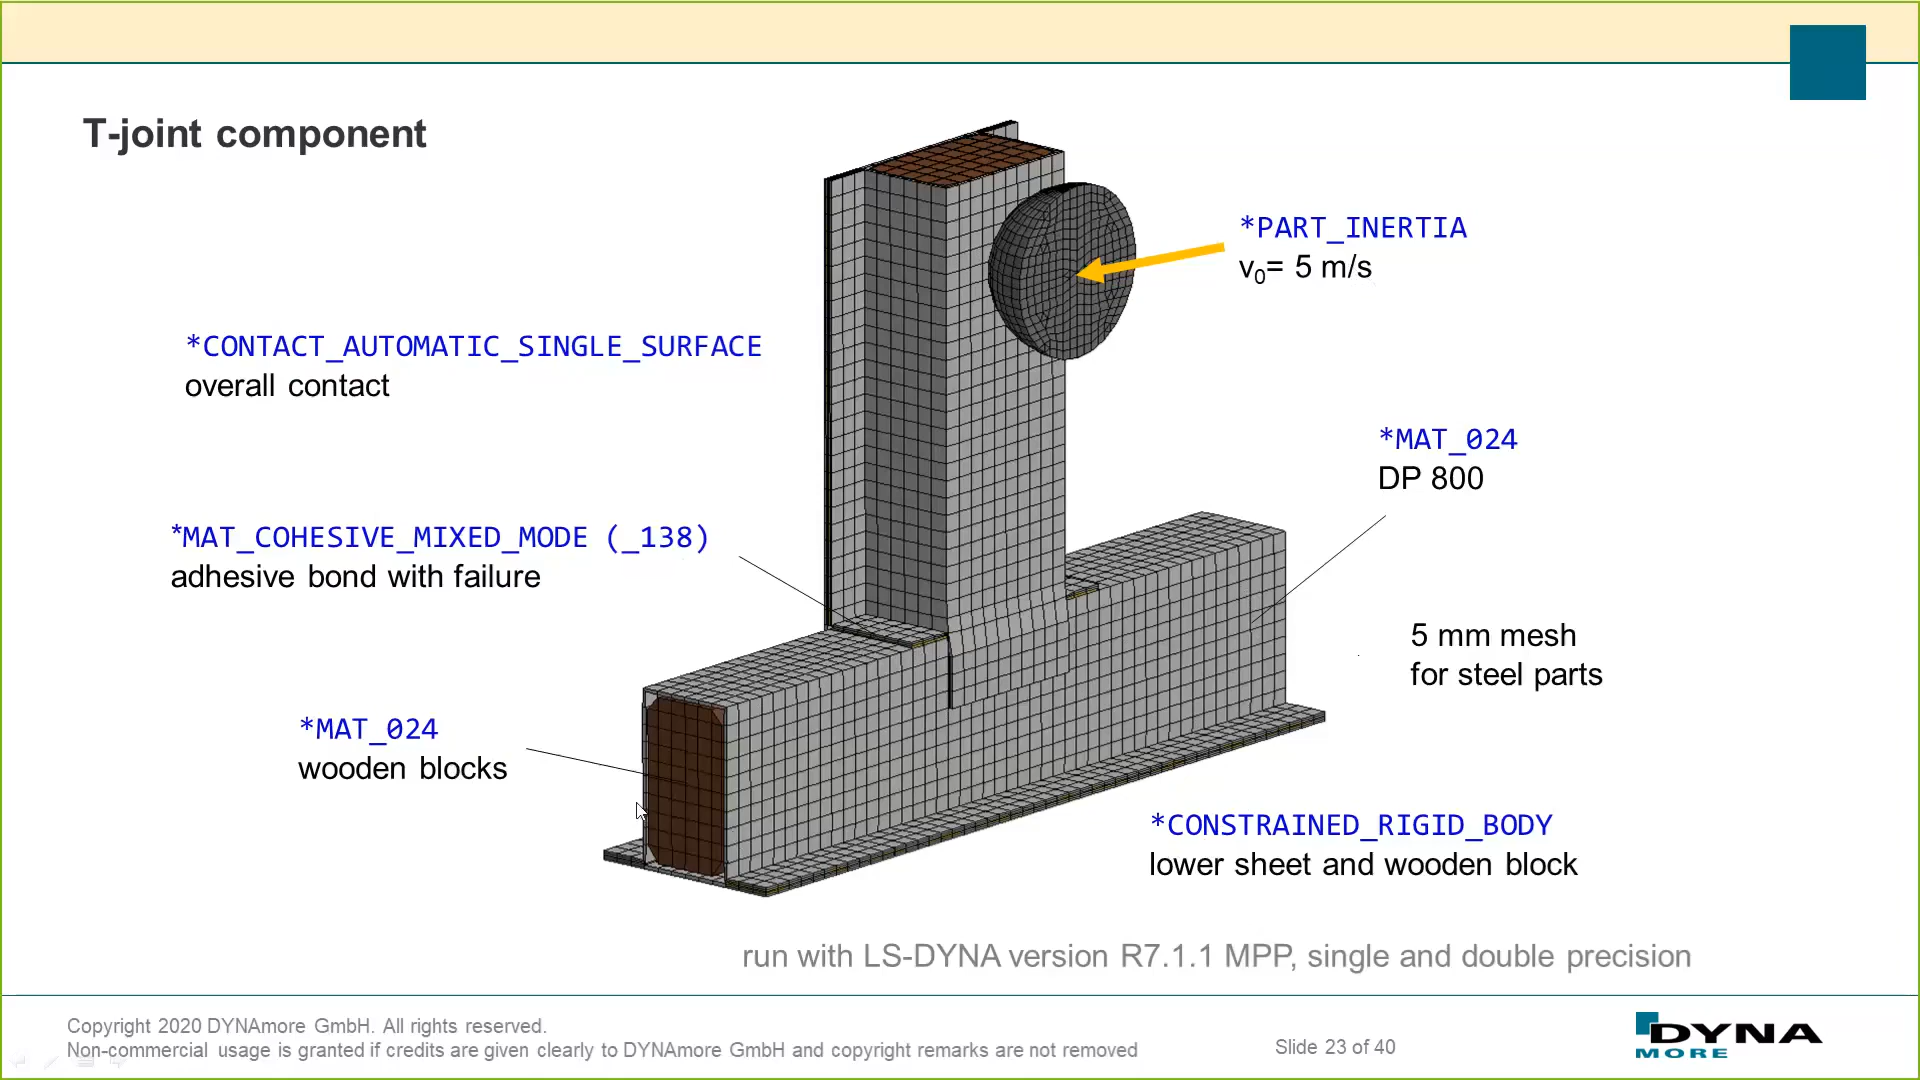 T-joint component
*PART_INERTIA
v0= 5 m/s
*CONTACT_AUTOMATIC_SINGLE_SURFACE
overall contact
*MAT_024
DP 800
*MAT_COHESIVE_MIXED_MODE (_138)
adhesive bond with failure
5 mm mesh
for steel parts
*MAT_024
wooden blocks
*CONSTRAINED_RIGID_BODY
lower sheet and wooden block
run with LS-DYNA version R7.1.1 MPP, single and double precision
Copyright 2020 DYNAmore GmbH. All rights reserved.
Non-commercial usage is granted if credits are given clearly to DYNAmore GmbH and copyright remarks are not removed
Slide 23 of 40
DYNA
MORE